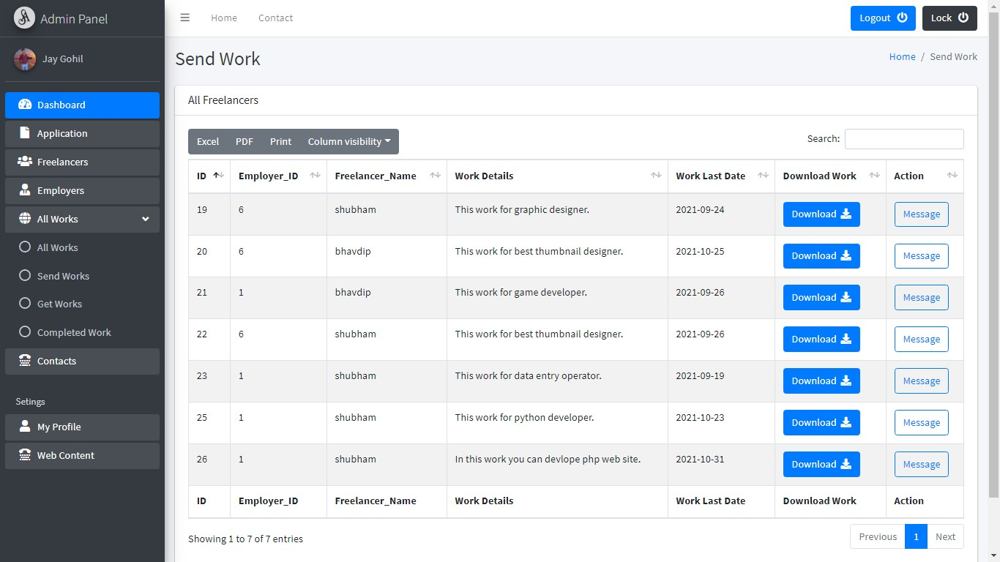 Admin Panel
Home Contact
Logout Lock
Jay Gohil
Dashboard
Application
Freelancers
Employers
All Works
All Works
Send Works
Get Works
Completed Work
Contacts
Setings
My Profile
Web Content
Send Work
Home / Send Work
All Freelancers
Excel PDF Print Column visibility
Search:
ID Employer_ID Freelancer_Name Work Details Work Last Date Download Work Action
19 6 shubham This work for graphic designer. 2021-09-24 Download Message
20 6 bhavdip This work for best thumbnail designer. 2021-10-25 Download Message
21 1 bhavdip This work for game developer. 2021-09-26 Download Message
22 6 shubham This work for best thumbnail designer. 2021-09-26 Download Message
23 1 shubham This work for data entry operator. 2021-09-19 Download Message
25 1 shubham This work for python developer. 2021-10-23 Download Message
26 1 shubham In this work you can devlope php web site. 2021-10-31 Download Message
ID Employer_ID Freelancer_Name Work Details Work Last Date Download Work Action
Showing 1 to 7 of 7 entries
Previous 1 Next